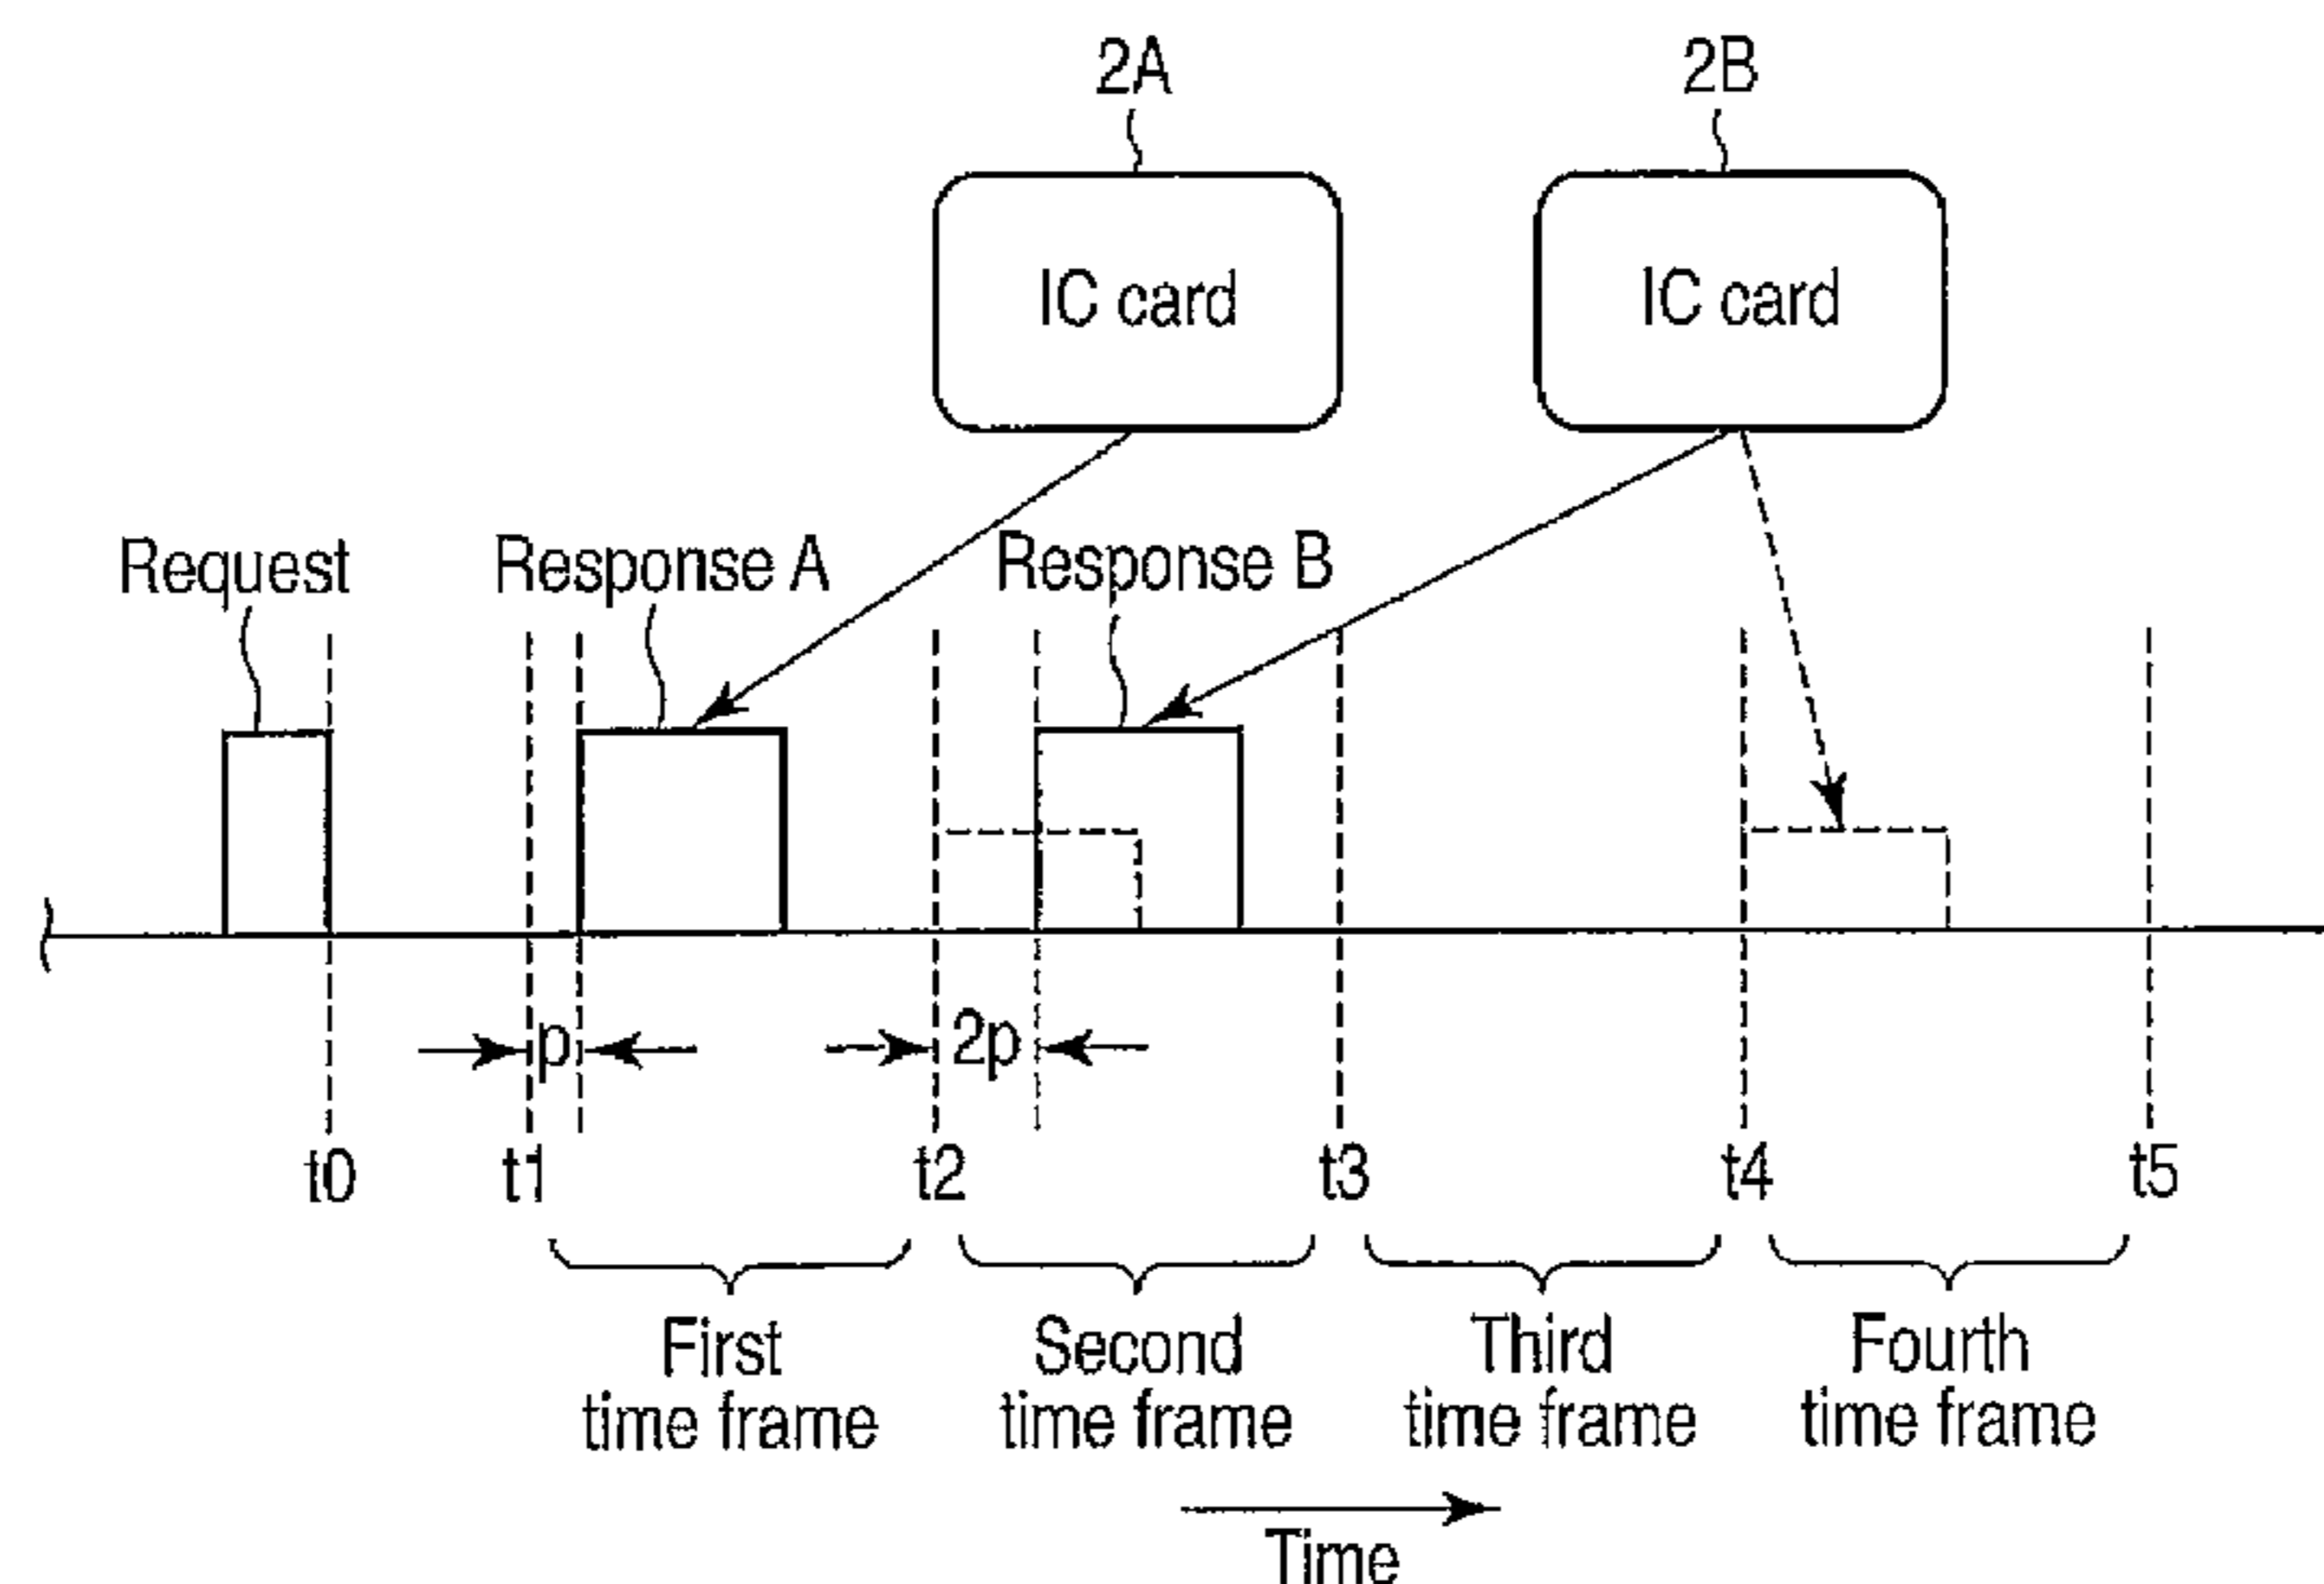 2A
2B
IC card
IC card
Request
Response A
Response B
p
2p
t0
t1
t2
t3
t4
t5
First
time frame
Second
time frame
Third
time frame
Fourth
time frame
Time